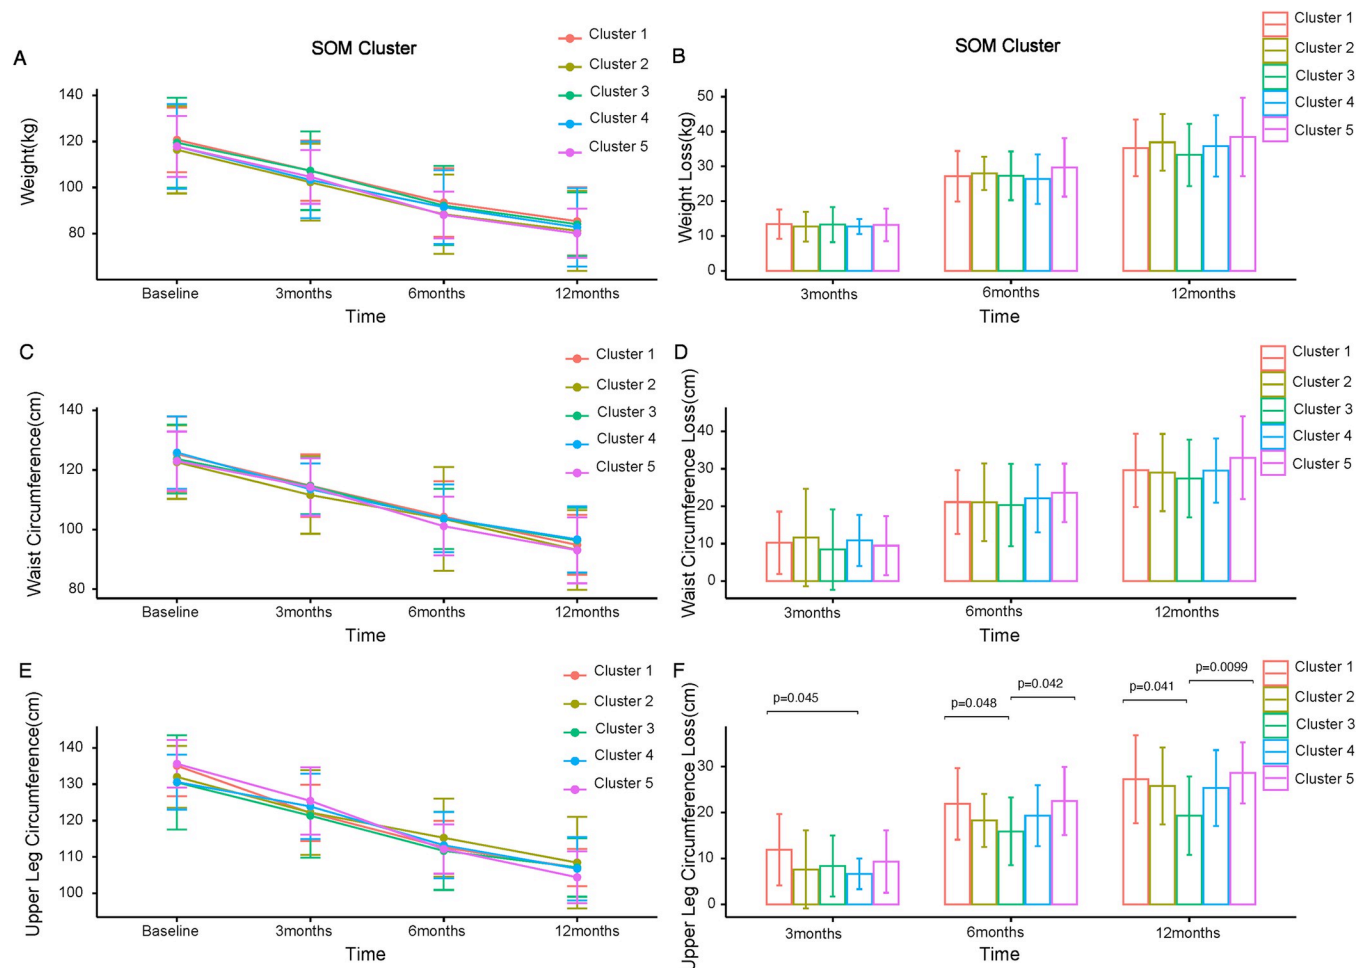 A
SOM Cluster
Cluster 1
Cluster 2
Cluster 3
Cluster 4
Cluster 5
Weight(kg)
140
120
100
80
Baseline
3months
6months
12months
Time
B
SOM Cluster
Cluster 1
Cluster 2
Cluster 3
Cluster 4
Cluster 5
Weight Loss(kg)
50
40
30
20
10
0
3months
6months
12months
Time
C
Cluster 1
Cluster 2
Cluster 3
Cluster 4
Cluster 5
Waist Circumference(cm)
140
120
100
80
Baseline
3months
6months
12months
Time
D
Cluster 1
Cluster 2
Cluster 3
Cluster 4
Cluster 5
Waist Circumference Loss(cm)
40
30
20
10
0
3months
6months
12months
Time
E
Cluster 1
Cluster 2
Cluster 3
Cluster 4
Cluster 5
Upper Leg Circumference(cm)
140
130
120
110
100
Baseline
3months
6months
12months
Time
F
Cluster 1
Cluster 2
Cluster 3
Cluster 4
Cluster 5
p=0.045
p=0.048
p=0.042
p=0.041
p=0.0099
Upper Leg Circumference Loss(cm)
30
20
10
0
3months
6months
12months
Time